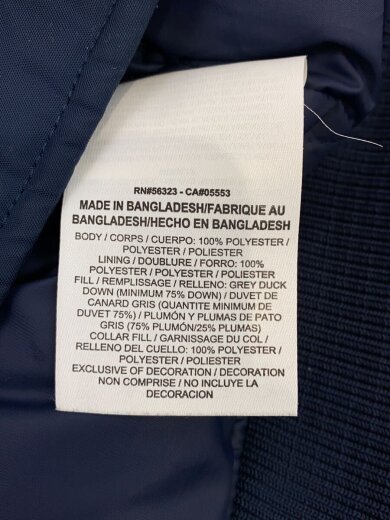 RN#56323 - CA#05553
MADE IN BANGLADESH/FABRIQUE AU
BANGLADESH/HECHO EN BANGLADESH
BODY / CORPS / CUERPO: 100% POLYESTER /
POLYESTER / POLIESTER
LINING / DOUBLURE / FORRO: 100%
POLYESTER / POLYESTER / POLIESTER
FILL / REMPLISSAGE / RELLENO: GREY DUCK
DOWN (MINIMUM 75% DOWN) / DUVET DE
CANARD GRIS (QUANTITE MINIMUM DE
DUVET 75%) / PLUMÓN Y PLUMAS DE PATO
GRIS (75% PLUMÓN/25% PLUMAS)
COLLAR FILL / GARNISSAGE DU COL /
RELLENO DEL CUELLO: 100% POLYESTER /
POLYESTER / POLIESTER
EXCLUSIVE OF DECORATION / DECORATION
NON COMPRISE / NO INCLUYE LA
DECORACION